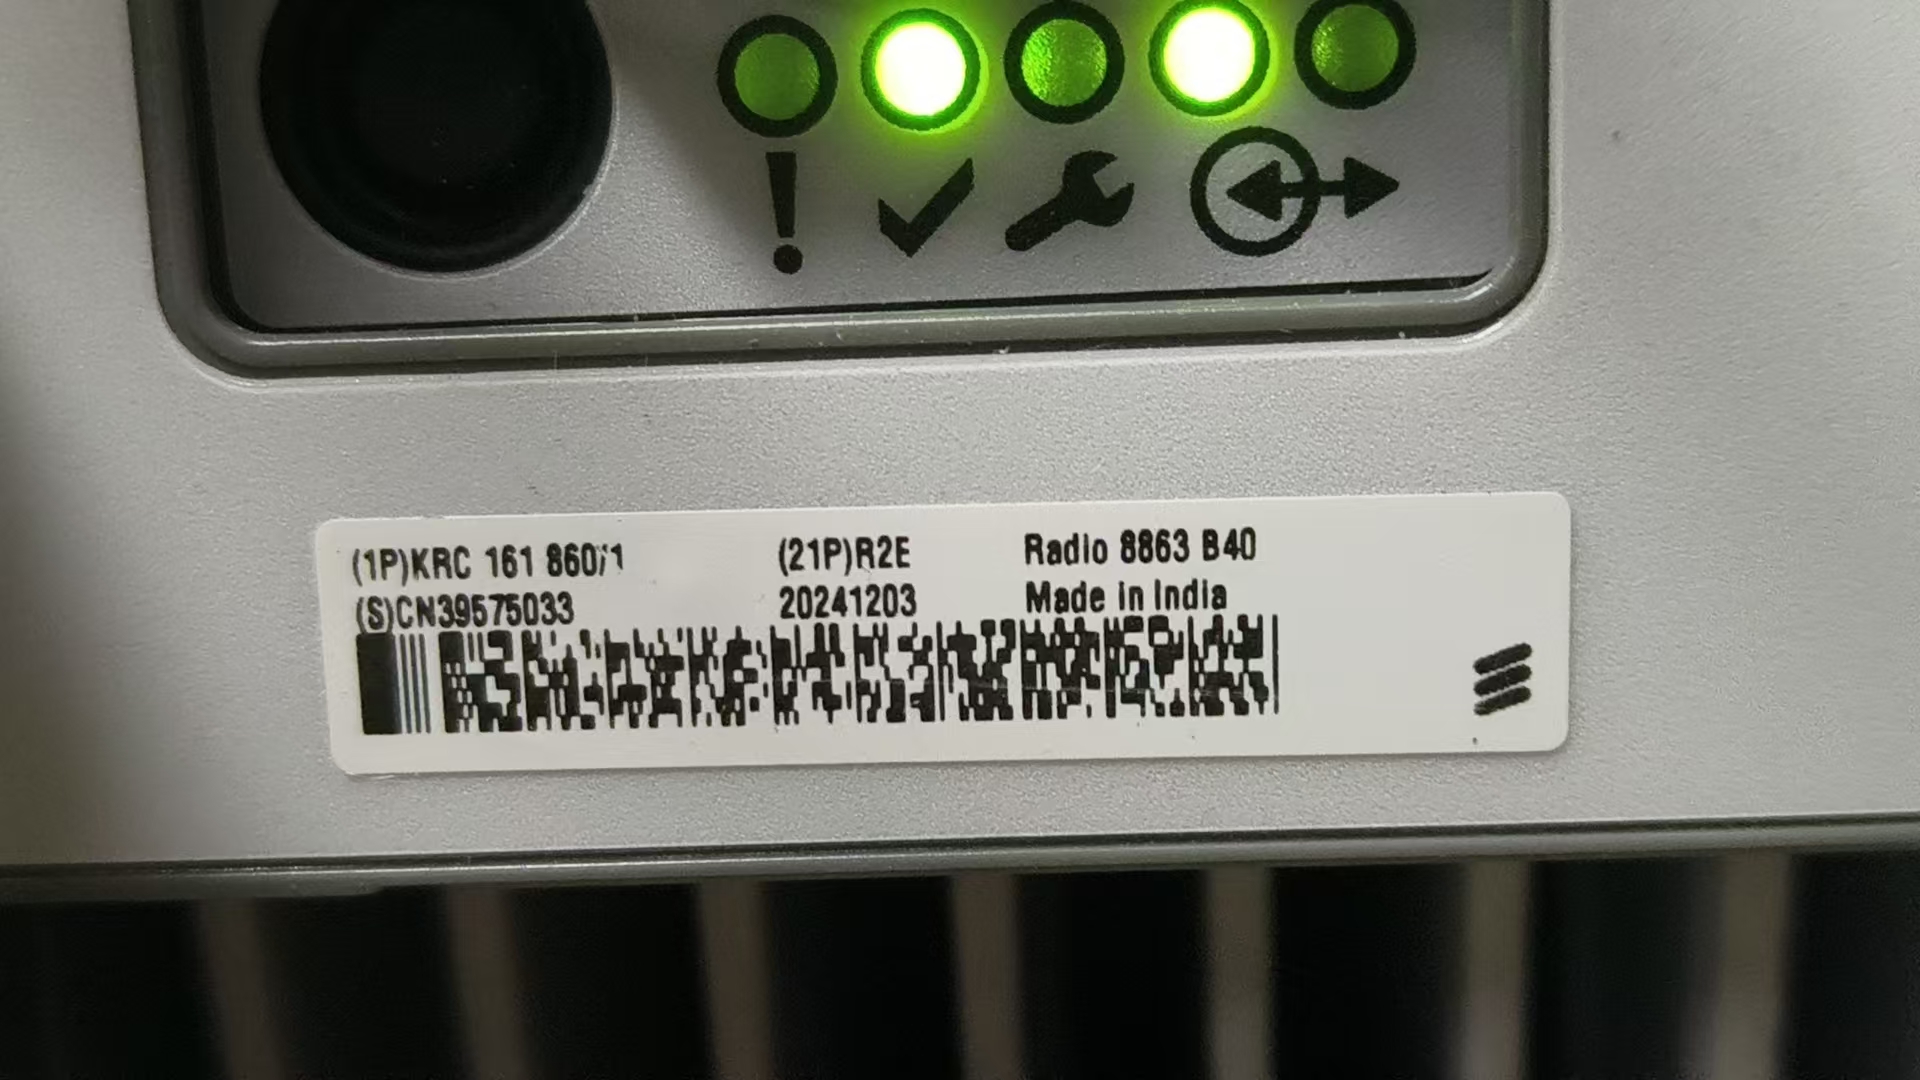 (1P)KRC 161 860/1 (21P)R2E Radio 8863 B40
(S)CN39575033 20241203 Made in India